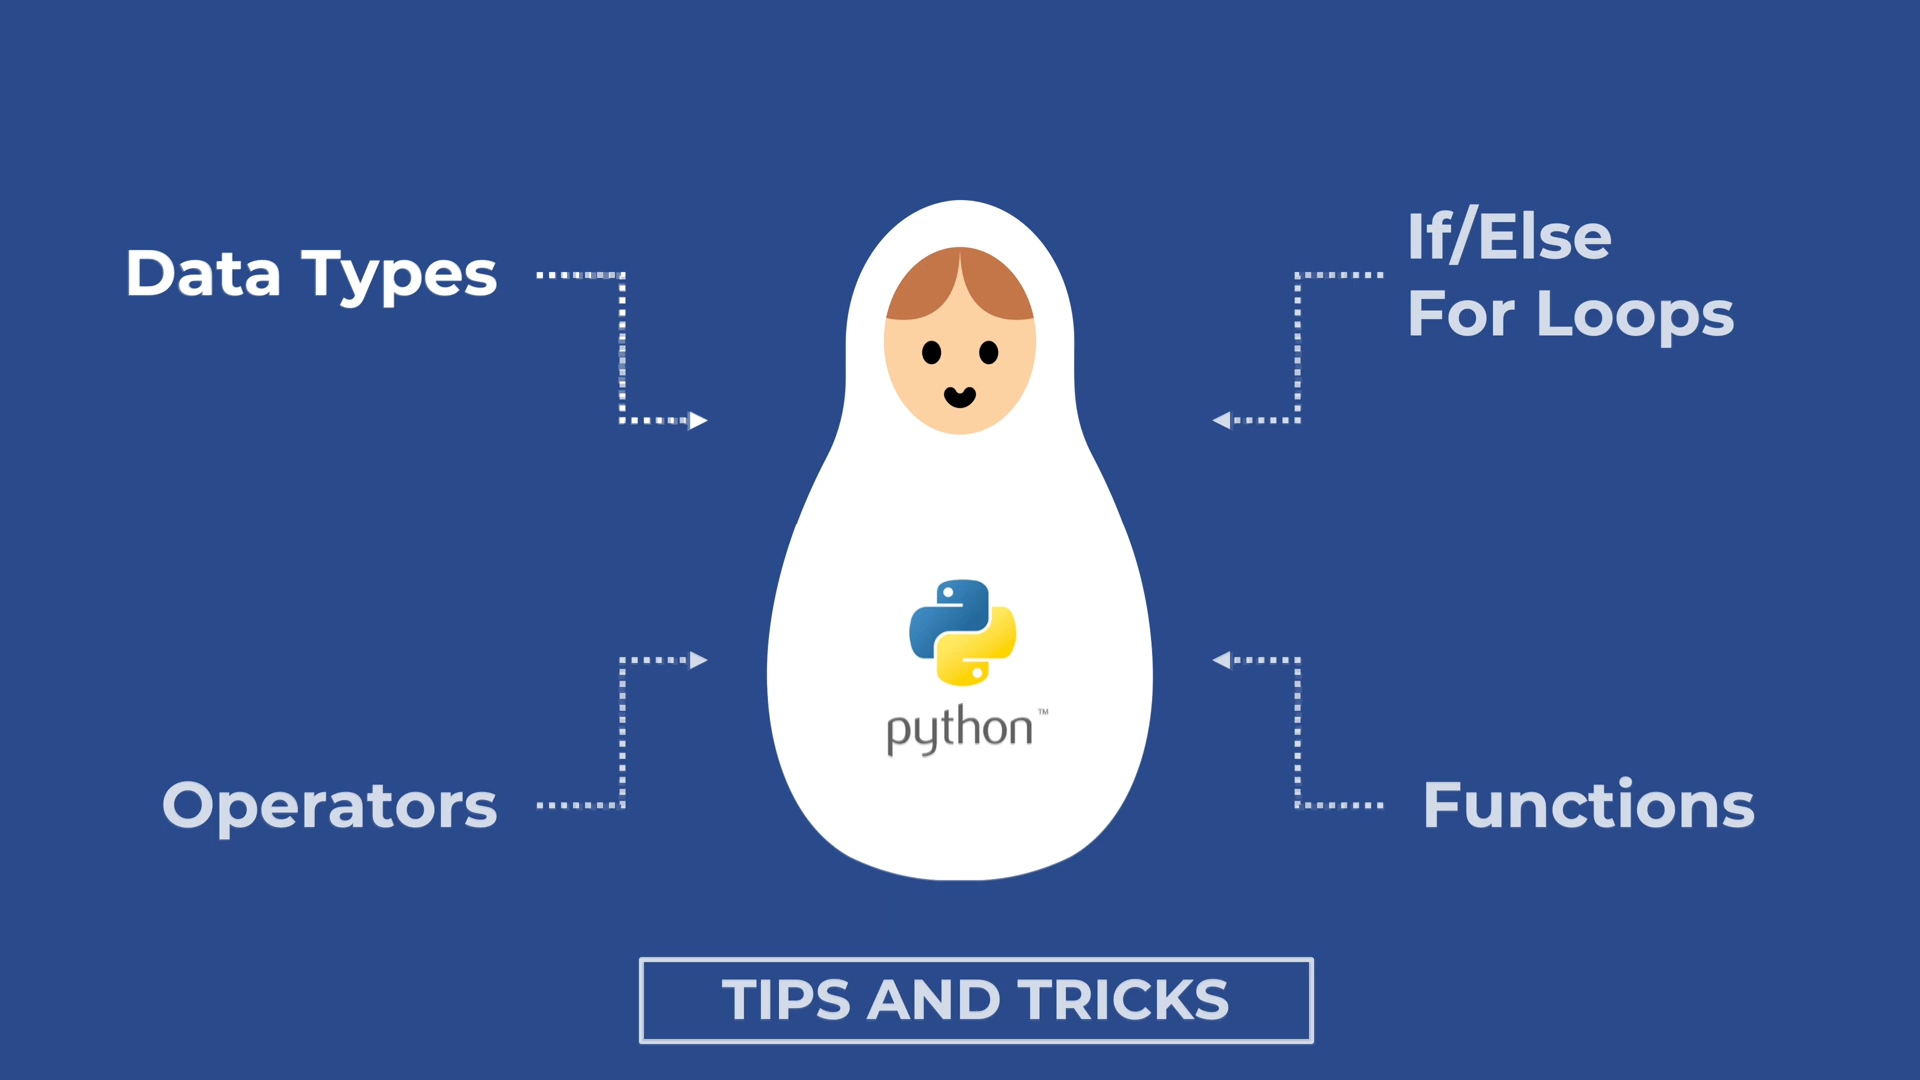 Data Types
If/Else
For Loops
python™
Operators
Functions
TIPS AND TRICKS